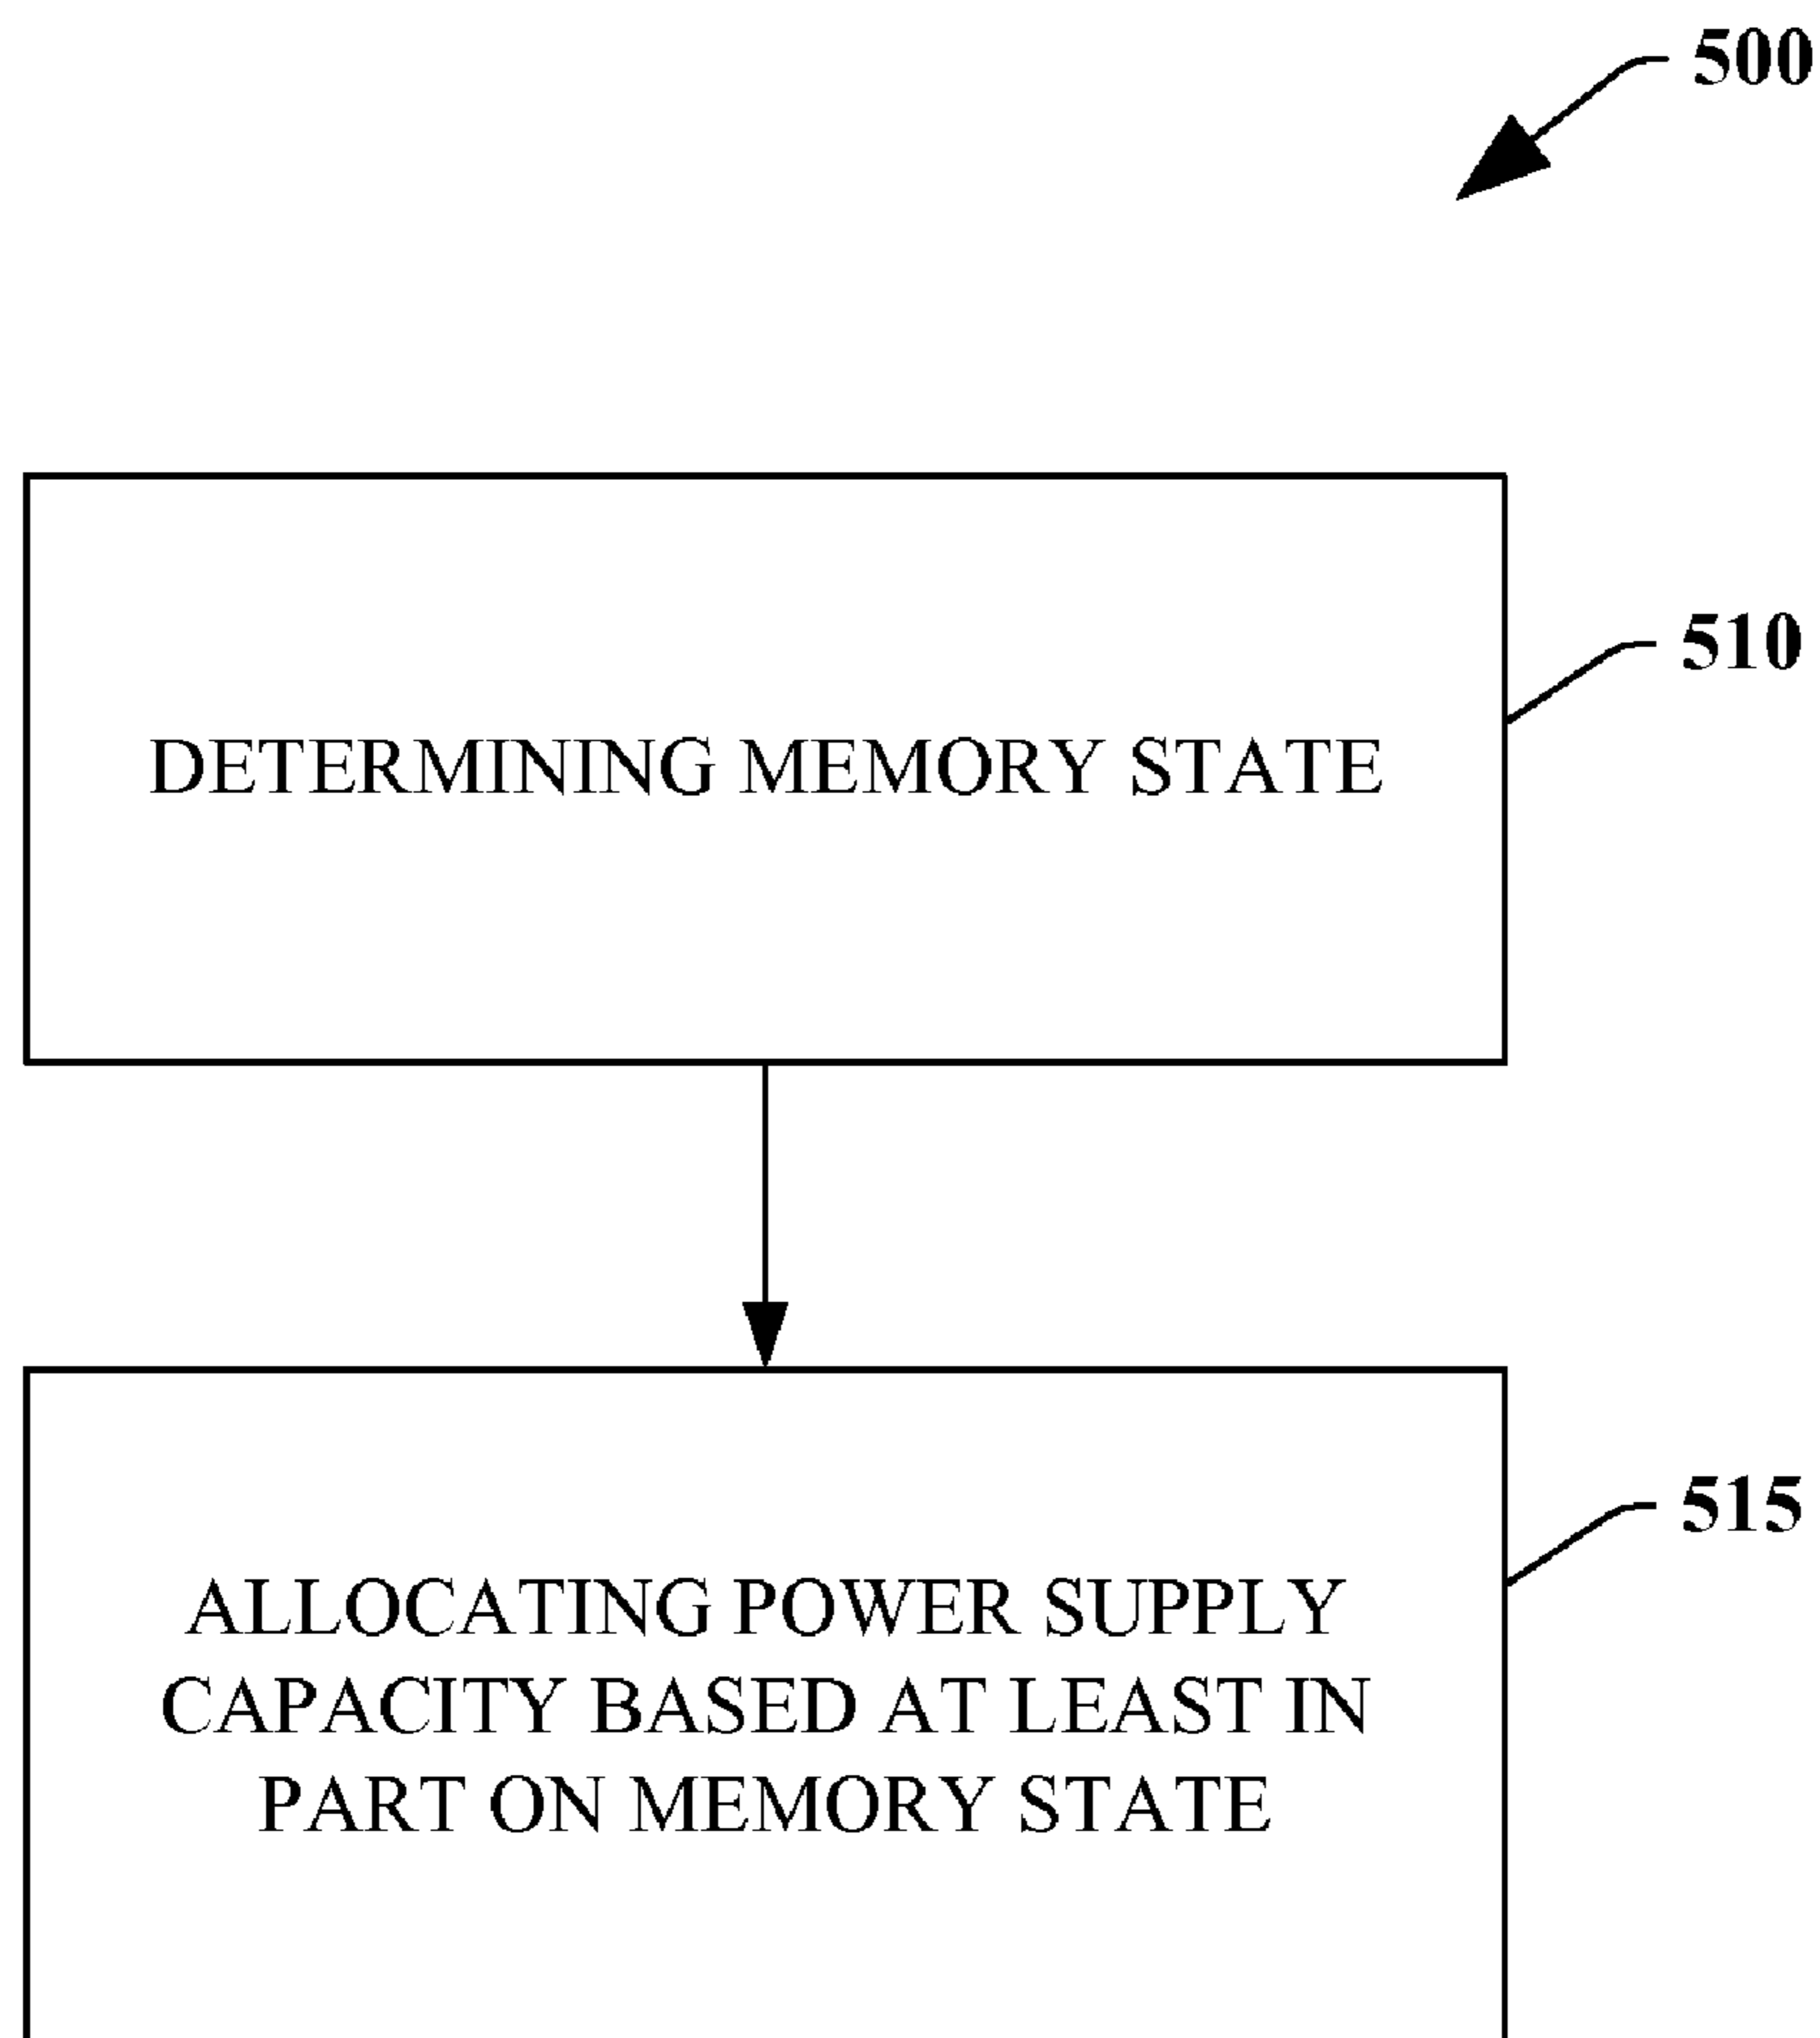 500
510
DETERMINING MEMORY STATE
515
ALLOCATING POWER SUPPLY
CAPACITY BASED AT LEAST IN
PART ON MEMORY STATE